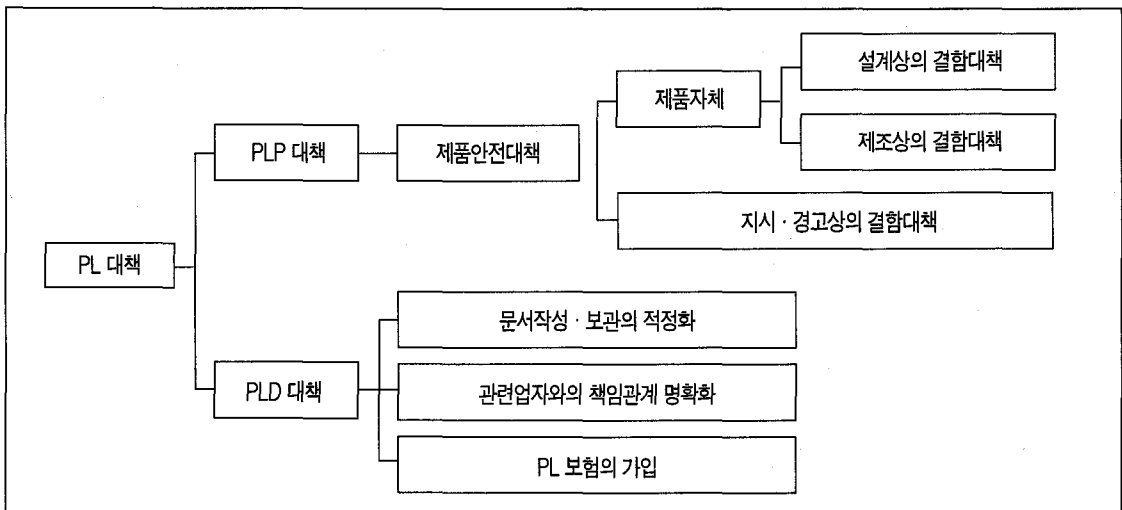 설계상의 결함대책
제품자체
PLP 대책
제품안전대책
제조상의 결함대책
지시 · 경고상의 결함대책
PL 대책
문서작성 · 보관의 적정화
PLD 대책
관련업자와의 책임관계 명확화
PL 보험의 가입